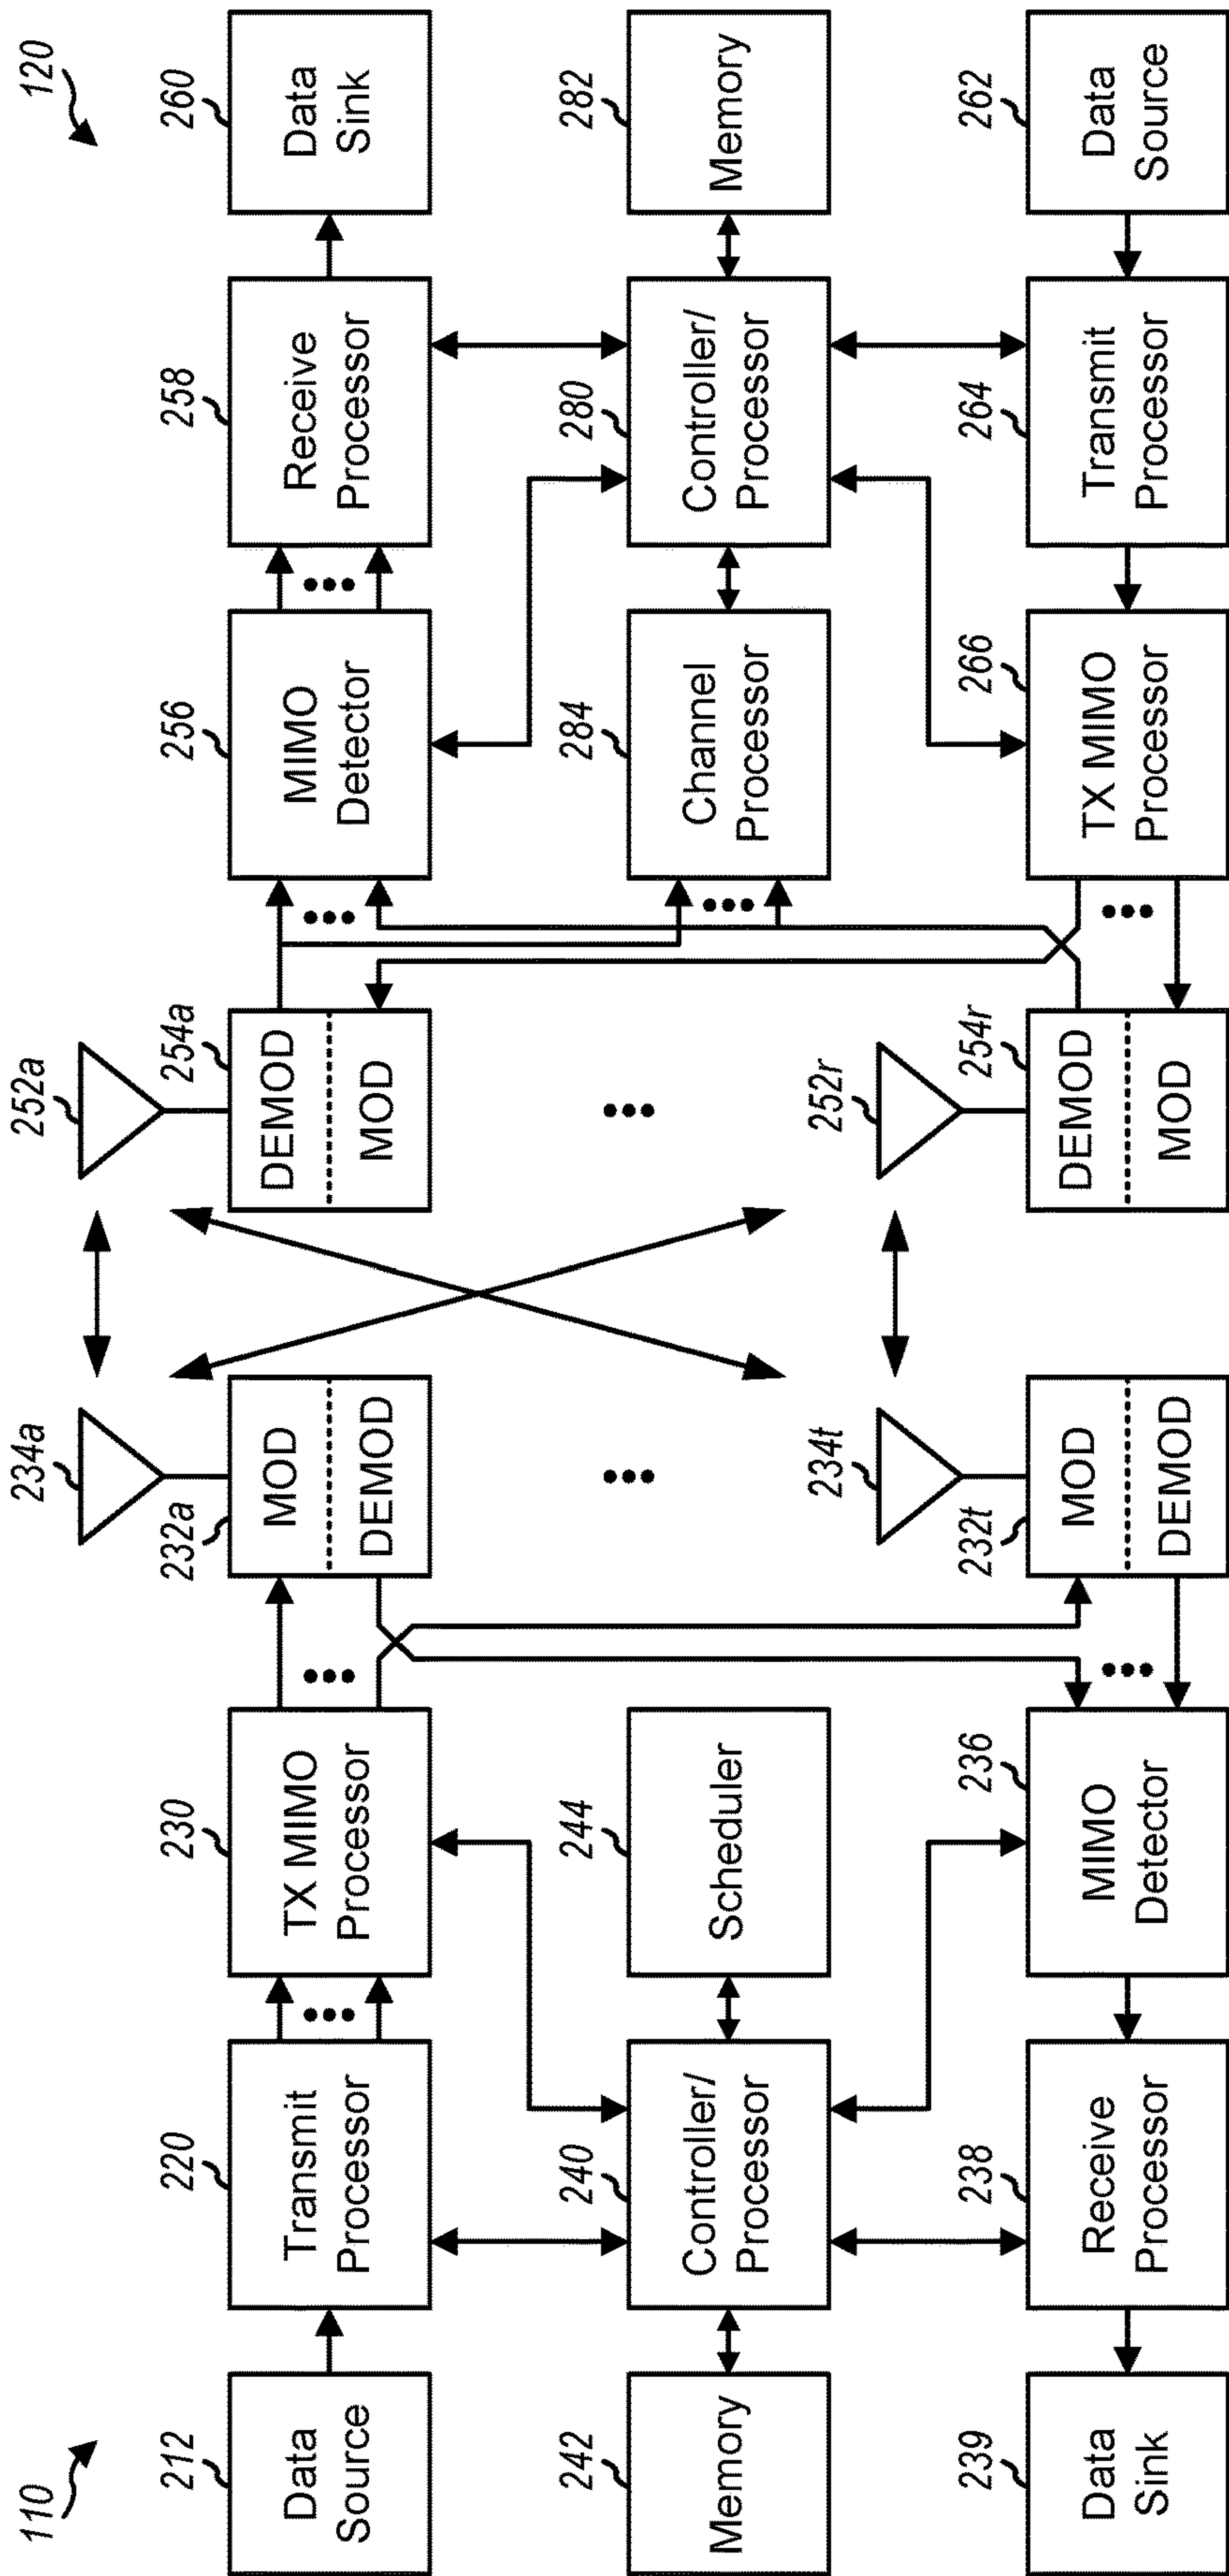 110
120
212
Data
Source
220
Transmit
Processor
230
TX MIMO
Processor
232a
MOD
DEMOD
234a
252a
254a
DEMOD
MOD
256
MIMO
Detector
258
Receive
Processor
260
Data
Sink
242
Memory
240
Controller/
Processor
244
Scheduler
284
Channel
Processor
280
Controller/
Processor
282
Memory
239
Data
Sink
238
Receive
Processor
236
MIMO
Detector
232t
MOD
DEMOD
234t
252r
254r
DEMOD
MOD
266
TX MIMO
Processor
264
Transmit
Processor
262
Data
Source